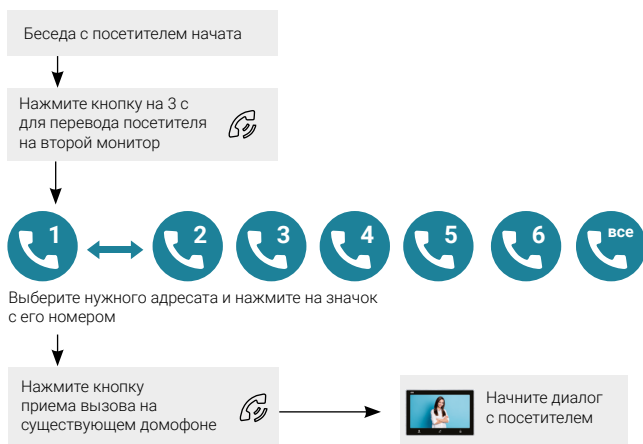 Беседа с посетителем начата
Нажмите кнопку на 3 с
для перевода посетителя
на второй монитор
1 2 3 4 5 6 все
Выберите нужного адресата и нажмите на значок
с его номером
Нажмите кнопку
приема вызова на
существующем домофоне
Начните диалог
с посетителем